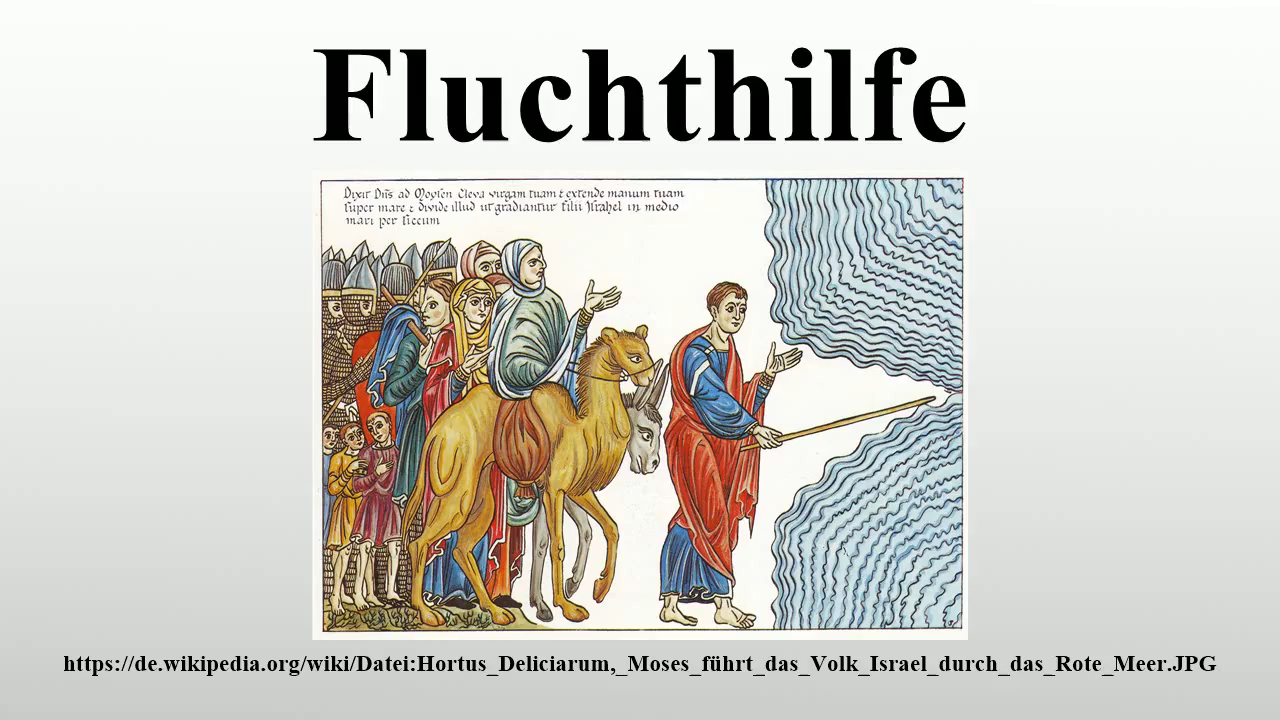 Fluchthilfe
Dixit Dn̄s ad Moysen Eleva virgam tuam ⁊ extende manum tuam
super mare ⁊ divide illud ut gradiantur filii Israhel in medio
mari per siccum
https://de.wikipedia.org/wiki/Datei:Hortus_Deliciarum,_Moses_führt_das_Volk_Israel_durch_das_Rote_Meer.JPG